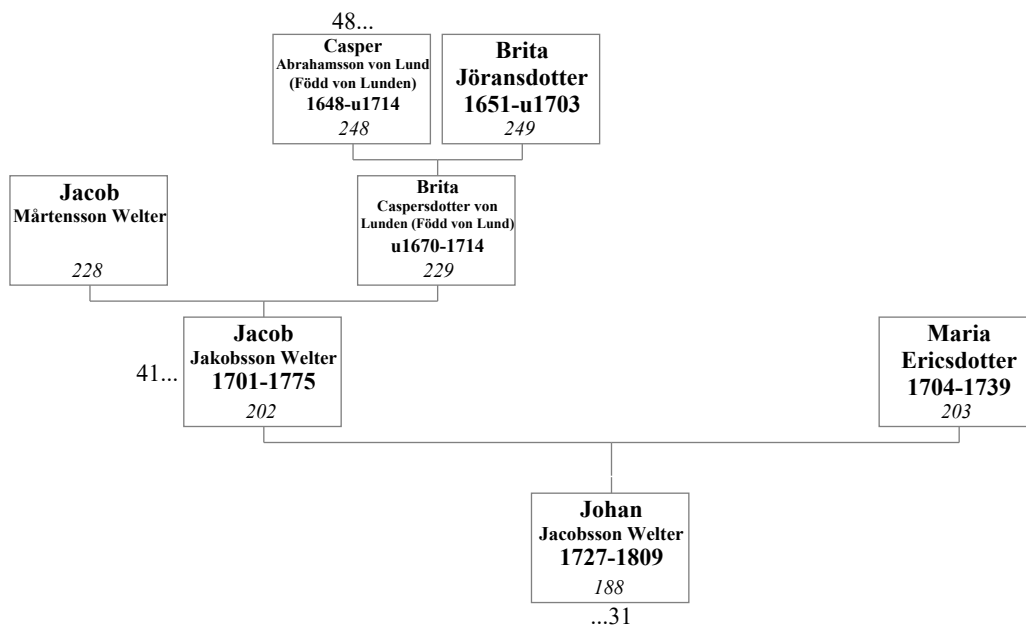 48...
Casper
Abrahamsson von Lund
(Född von Lunden)
1648-u1714
248
Brita
Jöransdotter
1651-u1703
249
Jacob
Mårtensson Welter
228
Brita
Caspersdotter von
Lunden (Född von Lund)
u1670-1714
229
41...
Jacob
Jakobsson Welter
1701-1775
202
Maria
Ericsdotter
1704-1739
203
Johan
Jacobsson Welter
1727-1809
188
...31